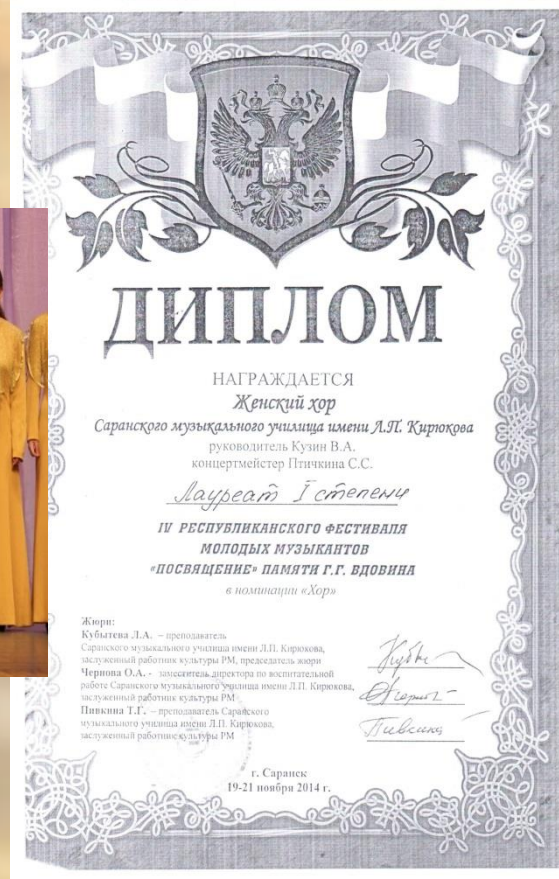 ДИПЛОМ
НАГРАЖДАЕТСЯ
Женский хор
Саранского музыкального училища имени Л.П. Кирюкова
руководитель Кузин В.А.
концертмейстер Птичкина С.С.
Лауреат I степени
IV РЕСПУБЛИКАНСКОГО ФЕСТИВАЛЯ
МОЛОДЫХ МУЗЫКАНТОВ
«ПОСВЯЩЕНИЕ» ПАМЯТИ Г.Г. ВДОВИНА
в номинации «Хор»
Жюри:
Кубытева Л.А. – преподаватель
Саранского музыкального училища имени Л.П. Кирюкова,
заслуженный работник культуры РМ, председатель жюри
Чернова О.А. - заместитель директора по воспитательной
работе Саранского музыкального училища имени Л.П. Кирюкова,
заслуженный работник культуры РМ
Пивкина Т.Г. – преподаватель Саранского
музыкального училища имени Л.П. Кирюкова,
заслуженный работник культуры РМ
Пивкина
г. Саранск
19-21 ноября 2014 г.